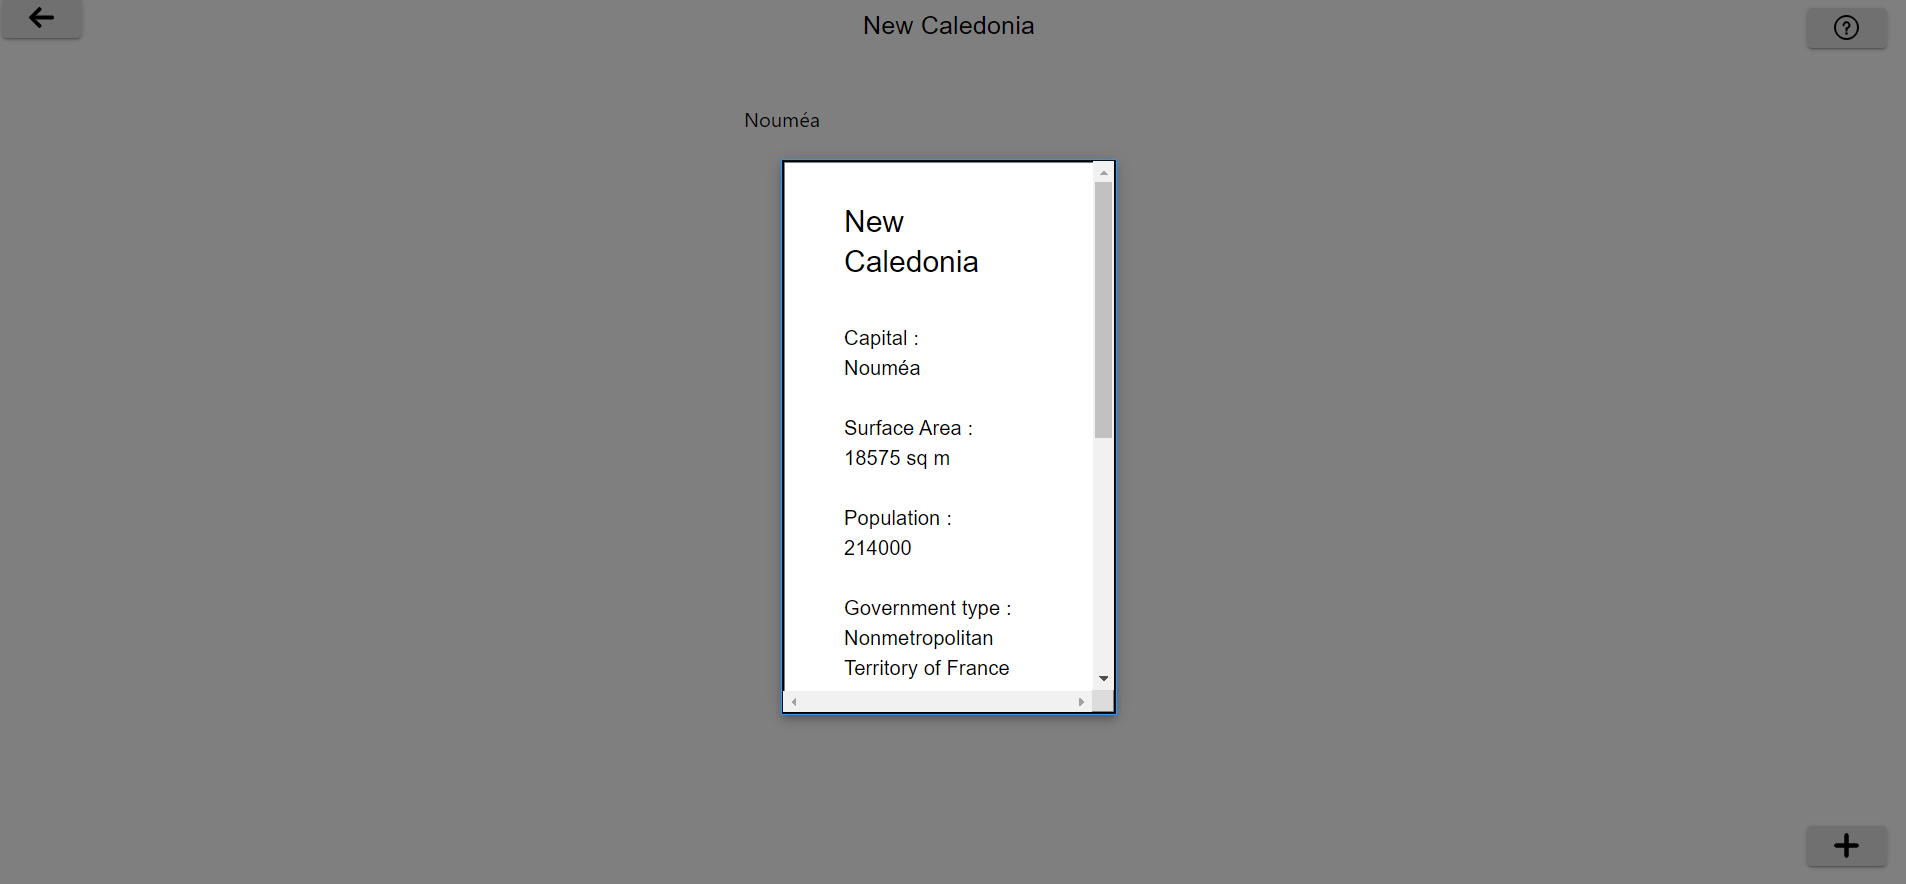 New Caledonia
Nouméa
New
Caledonia
Capital :
Nouméa
Surface Area :
18575 sq m
Population :
214000
Government type :
Nonmetropolitan
Territory of France